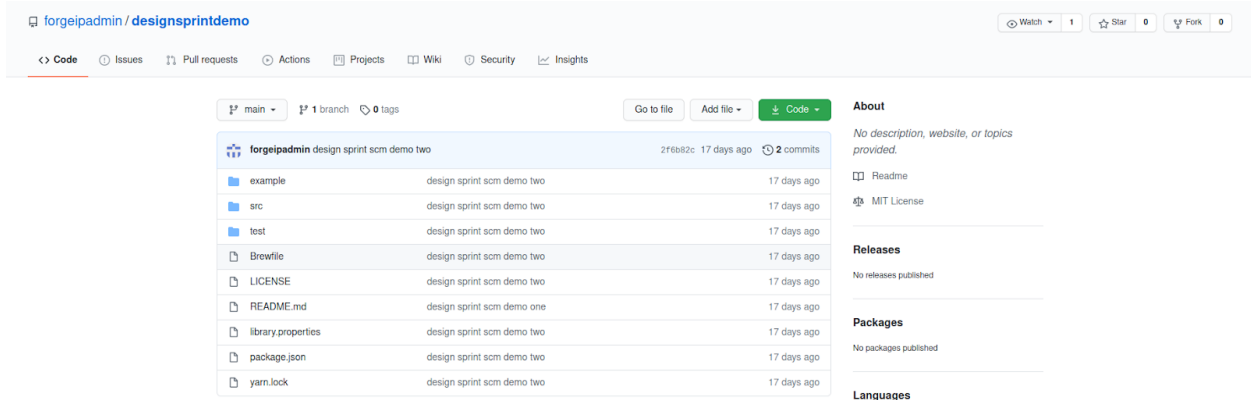 forgeipadmin / designsprintdemo
Watch 1 Star 0 Fork 0
Code Issues Pull requests Actions Projects Wiki Security Insights
main 1 branch 0 tags Go to file Add file Code
forgeipadmin design sprint scm demo two 2f6b82c 17 days ago 2 commits
example design sprint scm demo two 17 days ago
src design sprint scm demo two 17 days ago
test design sprint scm demo two 17 days ago
Brewfile design sprint scm demo two 17 days ago
LICENSE design sprint scm demo two 17 days ago
README.md design sprint scm demo one 17 days ago
library.properties design sprint scm demo two 17 days ago
package.json design sprint scm demo two 17 days ago
yarn.lock design sprint scm demo two 17 days ago
About
No description, website, or topics
provided.
Readme
MIT License
Releases
No releases published
Packages
No packages published
Languages